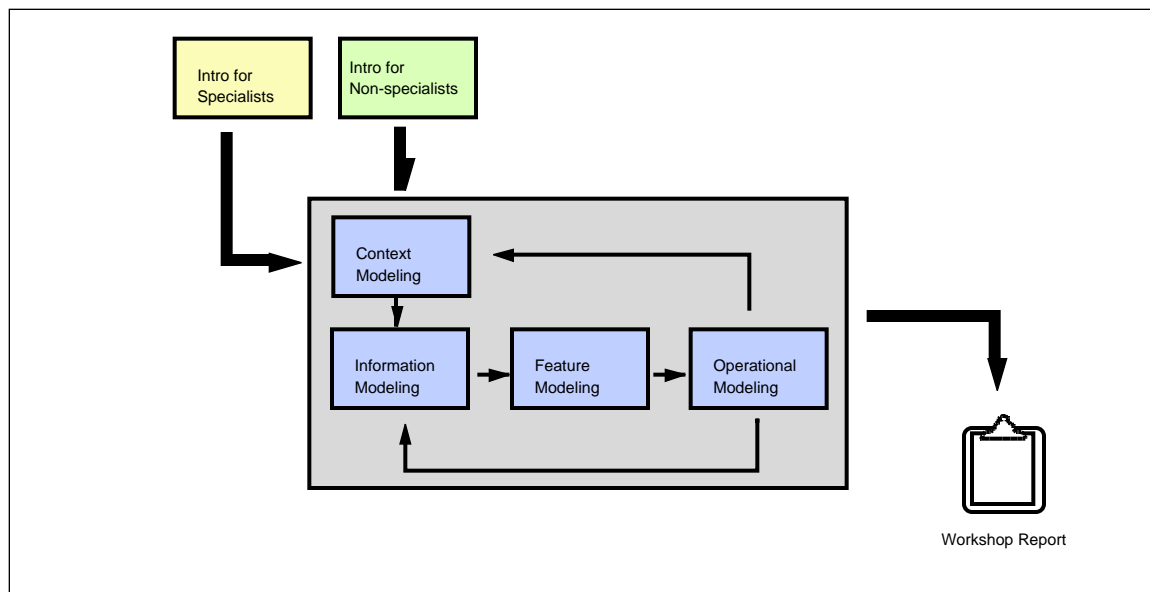 Intro for
Specialists
Intro for
Non-specialists
Context
Modeling
Information
Modeling
Feature
Modeling
Operational
Modeling
Workshop Report